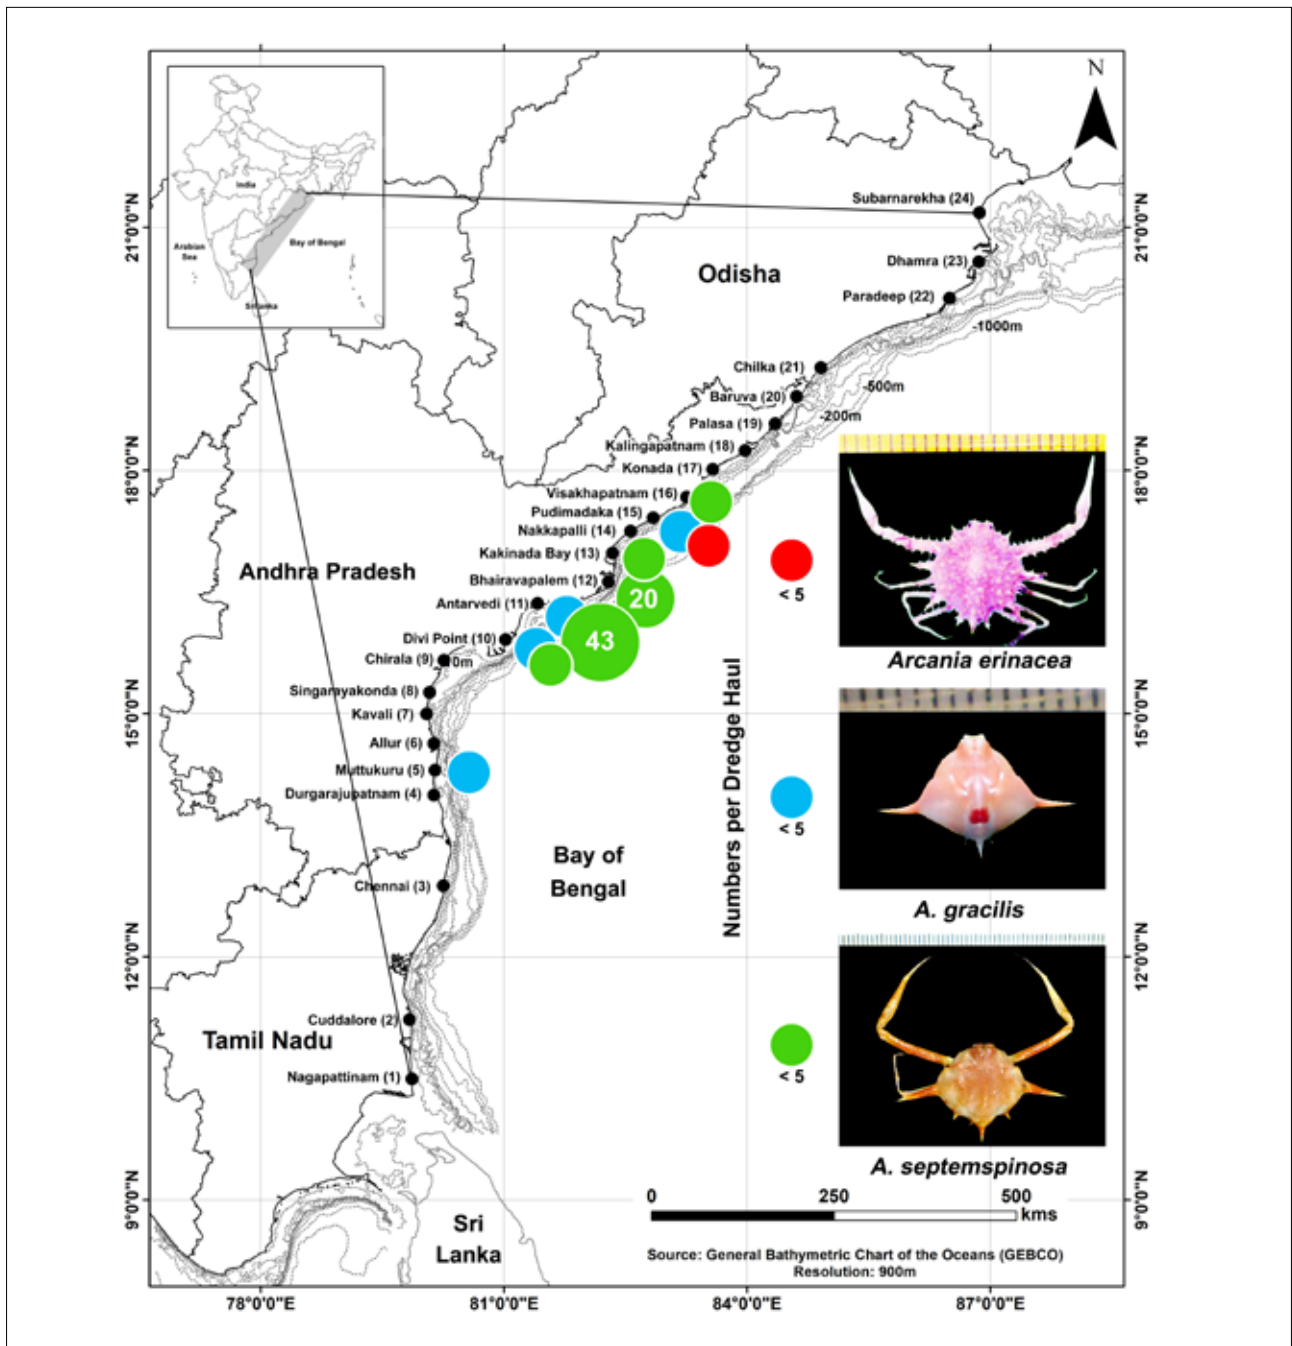 N
India
Arabian
Sea
Bay of Bengal
Sri Lanka
Subarnarekha (24)
Dhamra (23)
Paradeep (22)
Odisha
-1000m
Chilka (21)
-500m
Baruva (20)
-200m
Palasa (19)
Kalingapatnam (18)
Konada (17)
Visakhapatnam (16)
Pudimadaka (15)
Nakkapalli (14)
Kakinada Bay (13)
Andhra Pradesh
Bhairavapalem (12)
20
Antarvedi (11)
43
Divi Point (10)
Chirala (9)
0m
Singarayakonda (8)
Kavali (7)
Allur (6)
Muttukuru (5)
Durgarajupatnam (4)
Bay of
Bengal
Chennai (3)
Cuddalore (2)
Tamil Nadu
Nagapattinam (1)
Sri
Lanka
Numbers per Dredge Haul
< 5
Arcania erinacea
< 5
A. gracilis
< 5
A. septemspinosa
0 250 500
kms
Source: General Bathymetric Chart of the Oceans (GEBCO)
Resolution: 900m
21°0'0"N
18°0'0"N
15°0'0"N
12°0'0"N
9°0'0"N
21°0'0"N
18°0'0"N
15°0'0"N
12°0'0"N
9°0'0"N
78°0'0"E 81°0'0"E 84°0'0"E 87°0'0"E